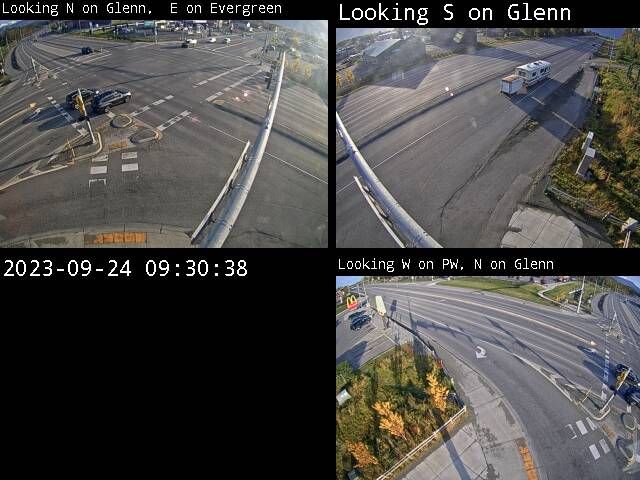 Looking N on Glenn,  E on Evergreen
Looking S on Glenn
2023-09-24 09:30:38
Looking W on PW, N on Glenn